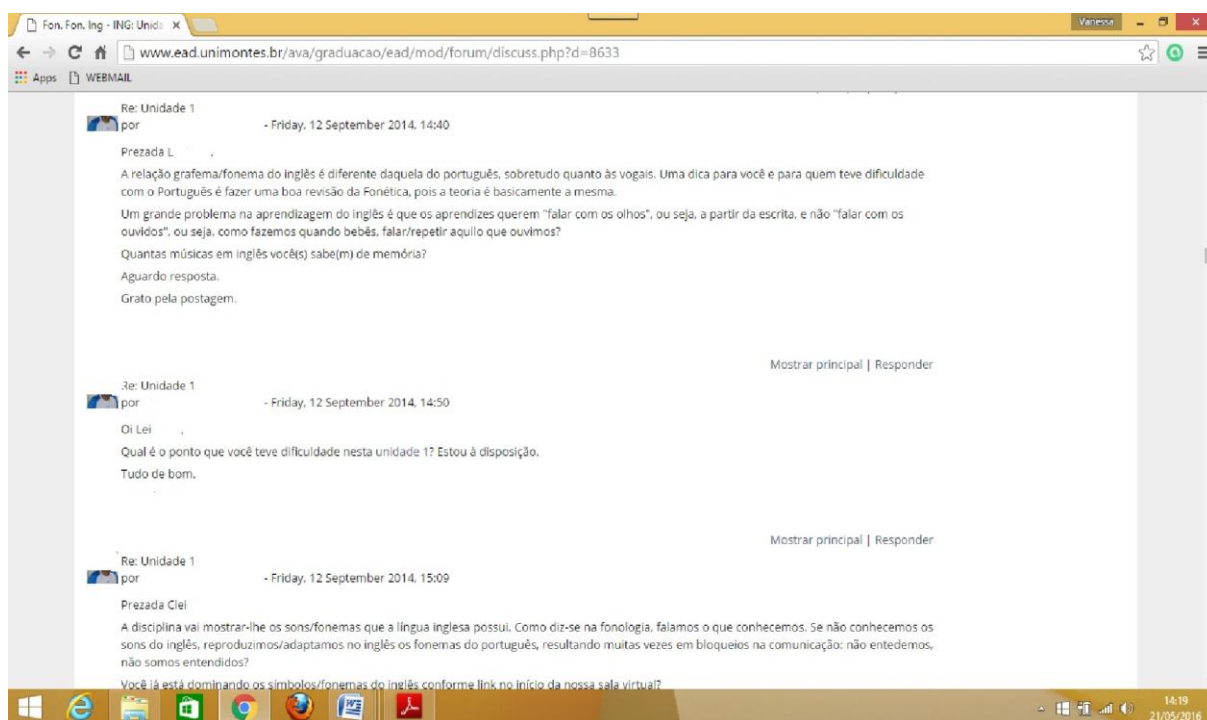 Fon. Fon. Ing - ING: Unida
Vanessa
www.ead.unimontes.br/ava/graduacao/ead/mod/forum/discuss.php?d=8633
Apps WEBMAIL
Re: Unidade 1
por - Friday, 12 September 2014, 14:40
Prezada L ,
A relação grafema/fonema do inglês é diferente daquela do português, sobretudo quanto às vogais. Uma dica para você e para quem teve dificuldade
com o Português é fazer uma boa revisão da Fonética, pois a teoria é basicamente a mesma.
Um grande problema na aprendizagem do inglês é que os aprendizes querem "falar com os olhos", ou seja, a partir da escrita, e não "falar com os
ouvidos", ou seja, como fazemos quando bebês, falar/repetir aquilo que ouvimos?
Quantas músicas em inglês você(s) sabe(m) de memória?
Aguardo resposta.
Grato pela postagem.
Mostrar principal | Responder
Re: Unidade 1
por - Friday, 12 September 2014, 14:50
Oi Lei ,
Qual é o ponto que você teve dificuldade nesta unidade 1? Estou à disposição.
Tudo de bom.
Mostrar principal | Responder
Re: Unidade 1
por - Friday, 12 September 2014, 15:09
Prezada Clei
A disciplina vai mostrar-lhe os sons/fonemas que a língua inglesa possui. Como diz-se na fonologia, falamos o que conhecemos. Se não conhecemos os
sons do inglês, reproduzimos/adaptamos no inglês os fonemas do português, resultando muitas vezes em bloqueios na comunicação: não entedemos,
não somos entendidos?
Você já está dominando os símbolos/fonemas do inglês conforme link no início da nossa sala virtual?
14:19
21/05/2016